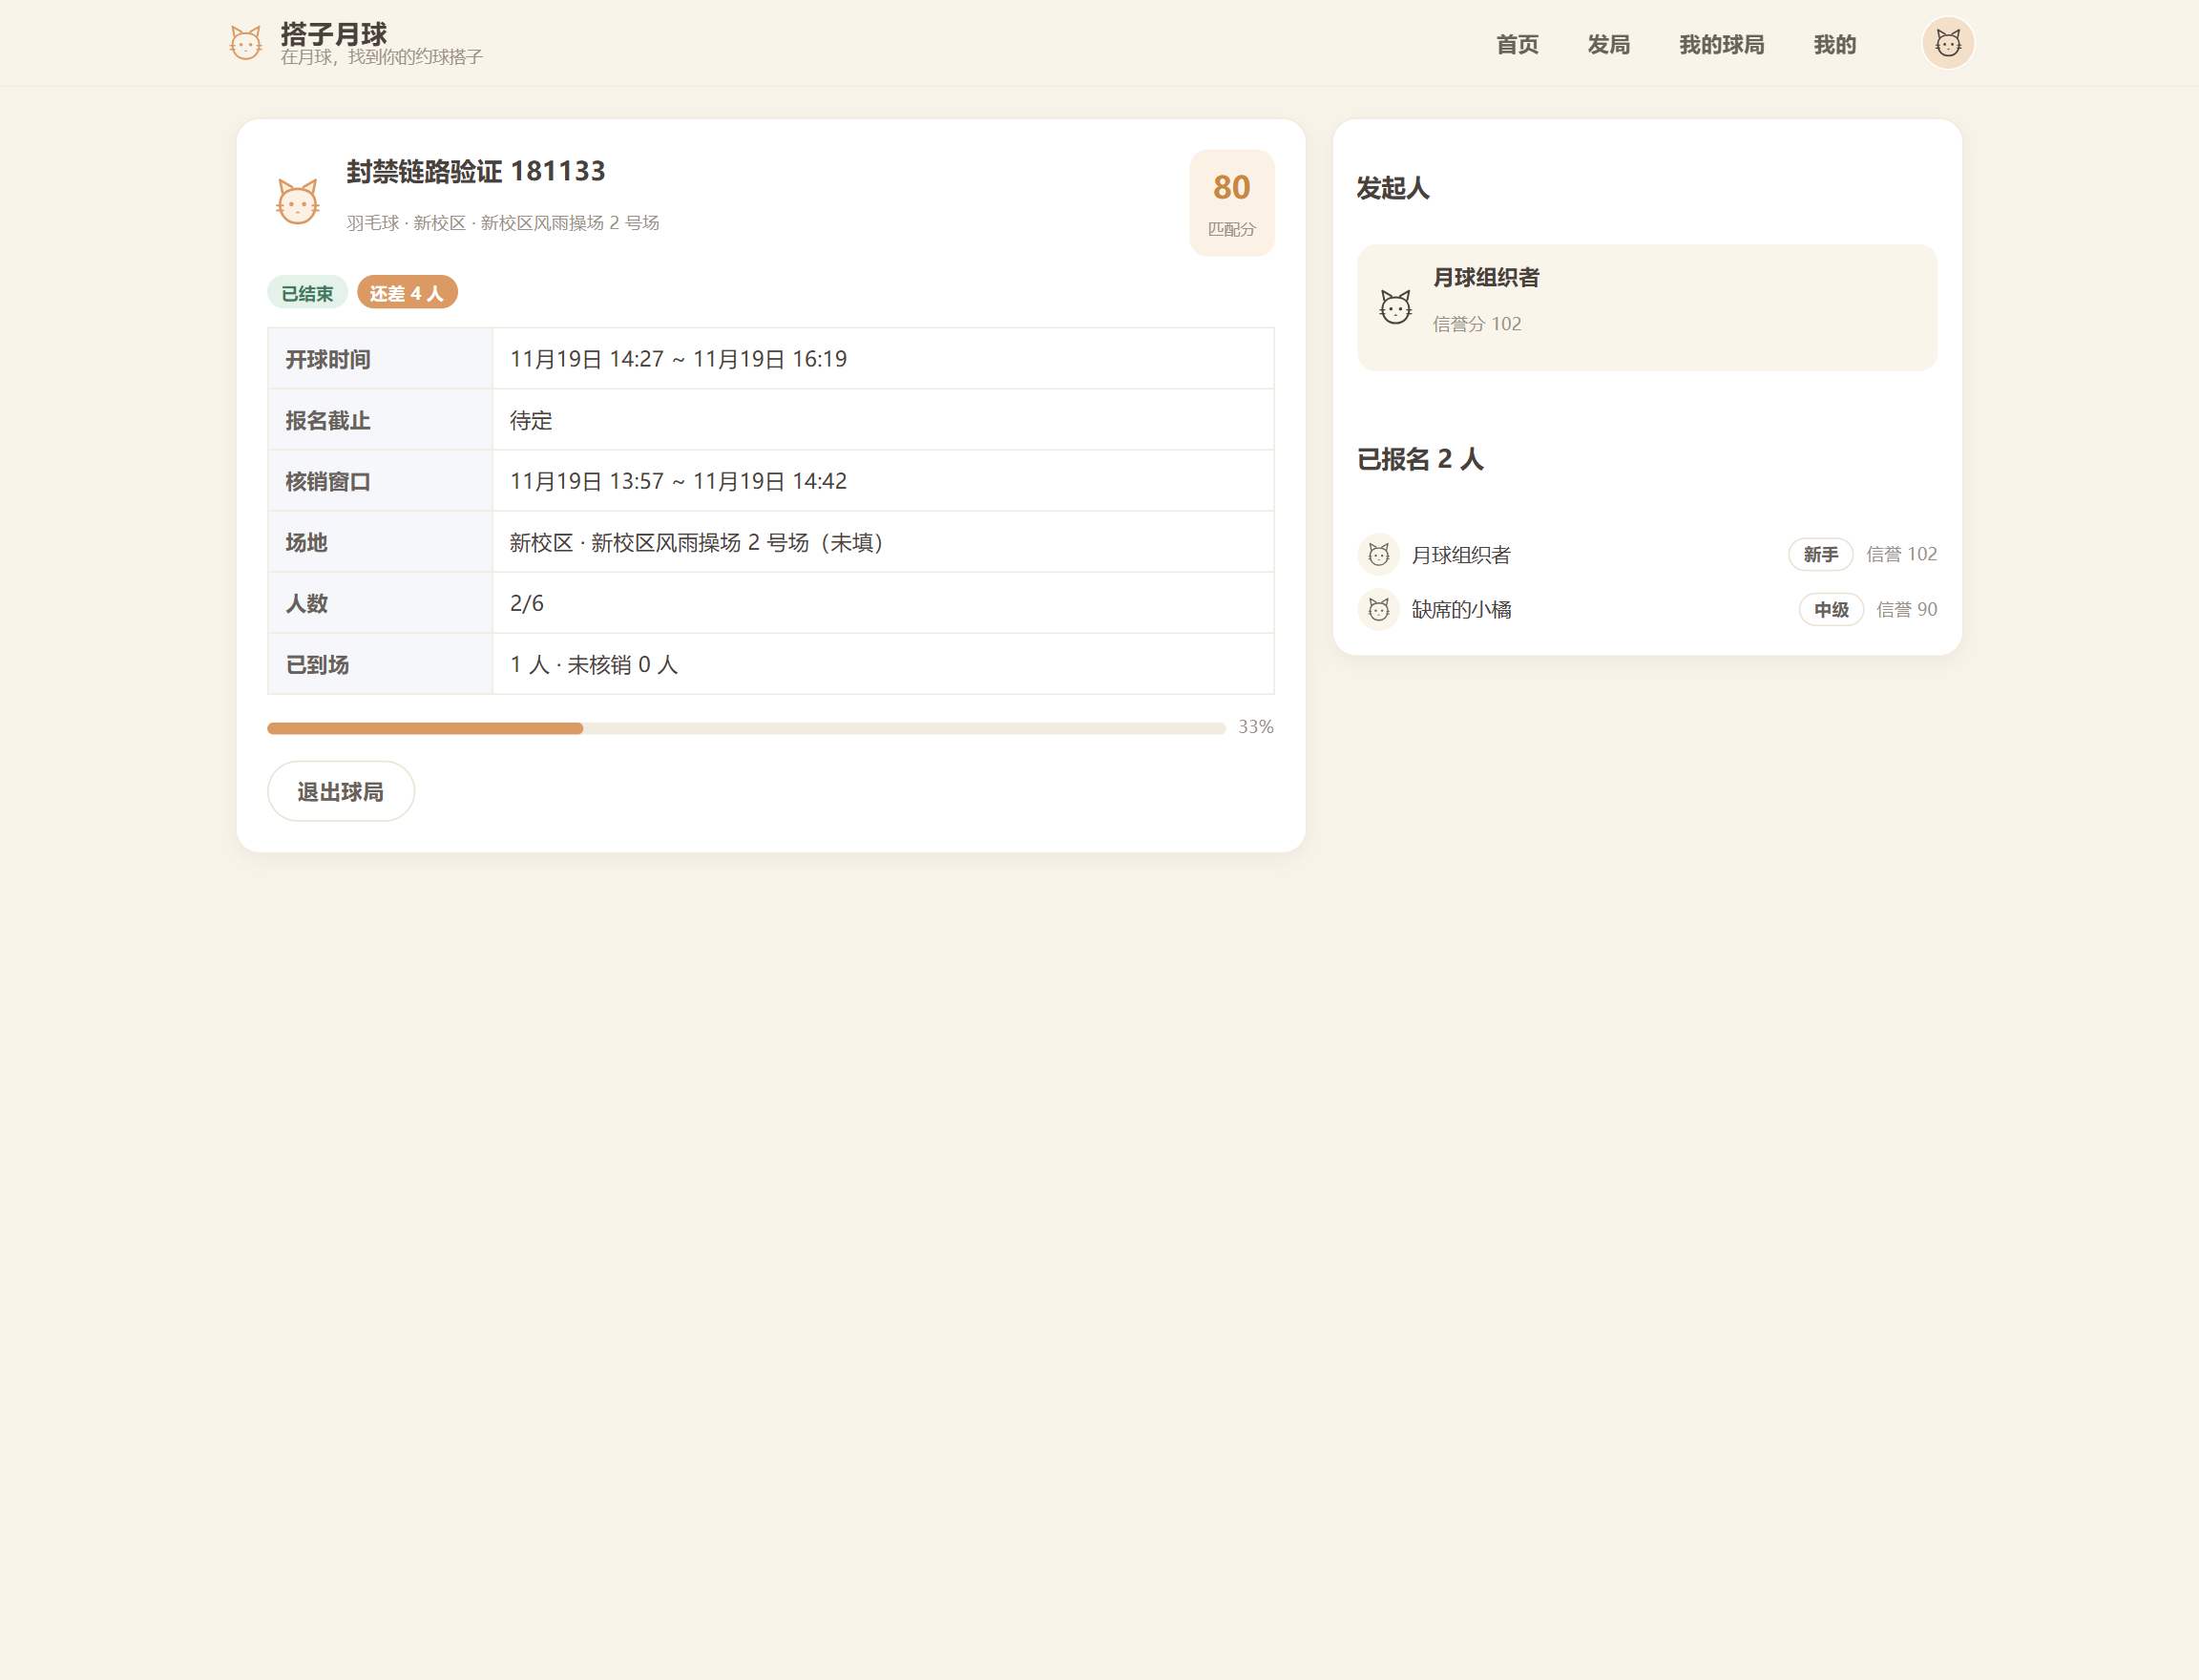 搭子月球
在月球，找到你的约球搭子
首页 发局 我的球局 我的
封禁链路验证 181133
羽毛球 · 新校区 · 新校区风雨操场 2 号场
80
匹配分
已结束 还差 4 人
开球时间 11月19日 14:27 ~ 11月19日 16:19
报名截止 待定
核销窗口 11月19日 13:57 ~ 11月19日 14:42
场地 新校区 · 新校区风雨操场 2 号场（未填）
人数 2/6
已到场 1 人 · 未核销 0 人
33%
退出球局
发起人
月球组织者
信誉分 102
已报名 2 人
月球组织者 新手 信誉 102
缺席的小橘 中级 信誉 90